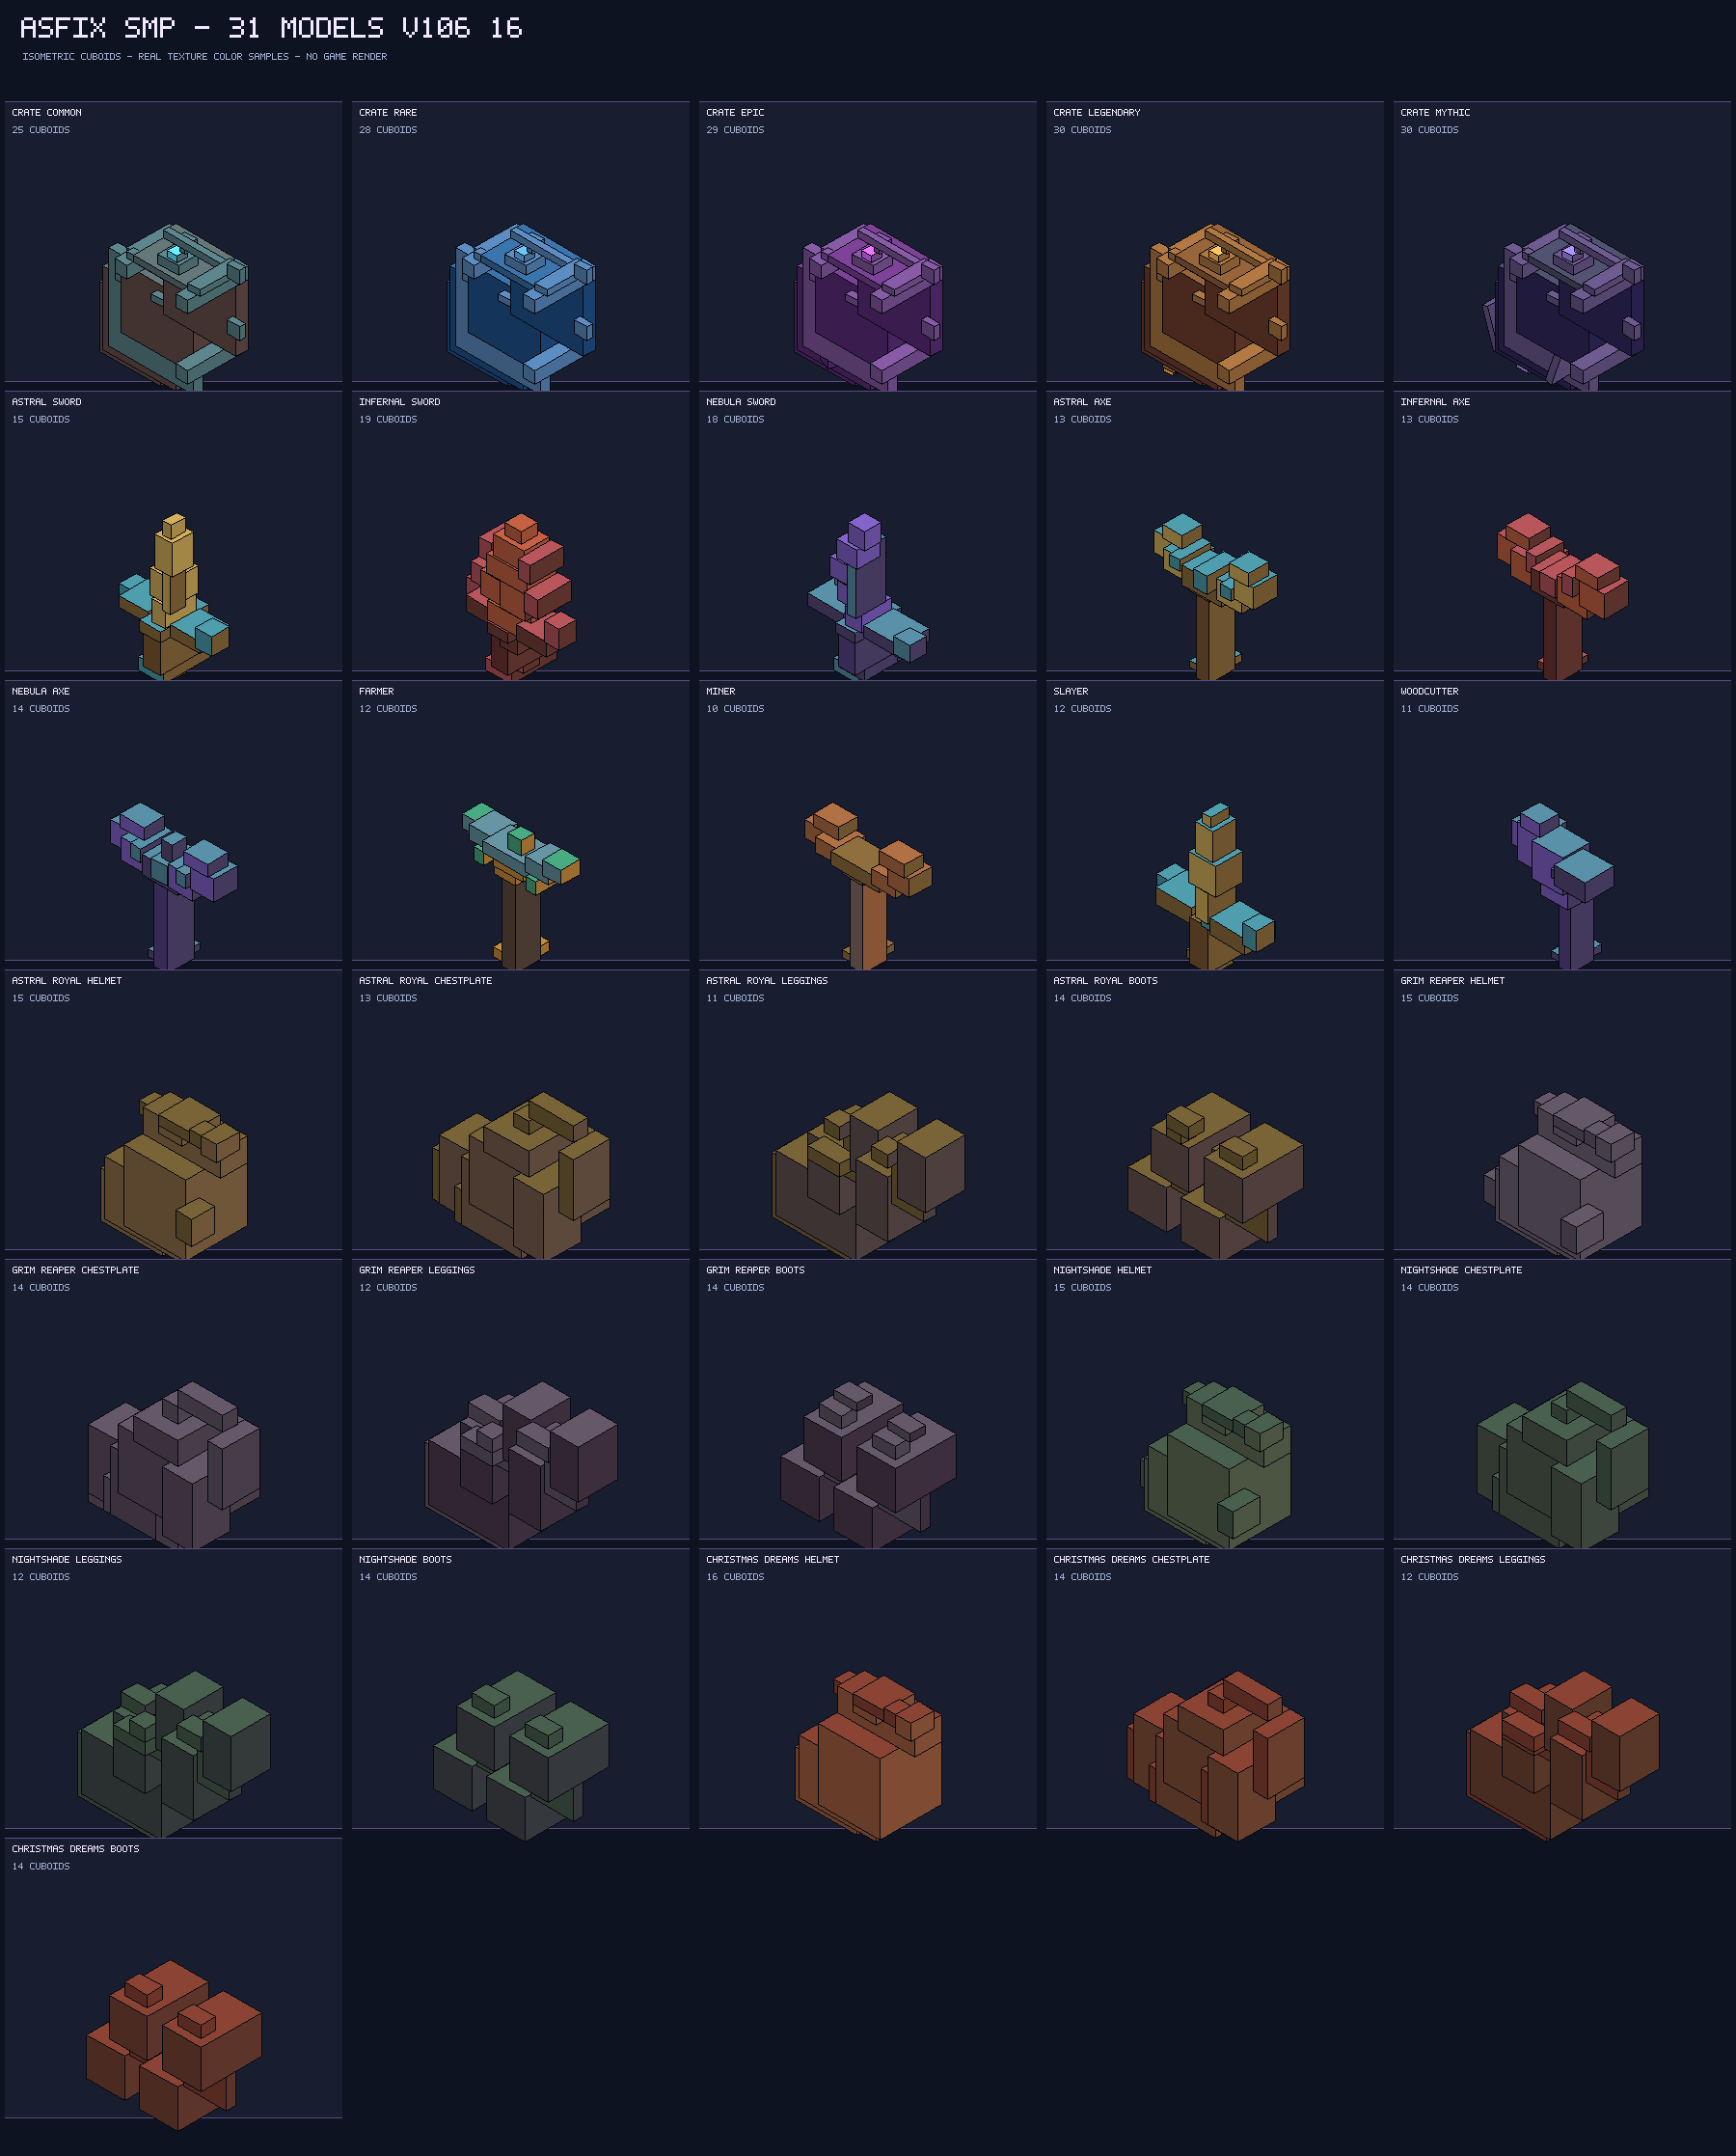 ASFIX SMP - 31 MODELS V106 16
ISOMETRIC CUBOIDS - REAL TEXTURE COLOR SAMPLES - NO GAME RENDER
CRATE COMMON
25 CUBOIDS
CRATE RARE
28 CUBOIDS
CRATE EPIC
29 CUBOIDS
CRATE LEGENDARY
30 CUBOIDS
CRATE MYTHIC
30 CUBOIDS
ASTRAL SWORD
15 CUBOIDS
INFERNAL SWORD
19 CUBOIDS
NEBULA SWORD
18 CUBOIDS
ASTRAL AXE
13 CUBOIDS
INFERNAL AXE
13 CUBOIDS
NEBULA AXE
14 CUBOIDS
FARMER
12 CUBOIDS
MINER
10 CUBOIDS
SLAYER
12 CUBOIDS
WOODCUTTER
11 CUBOIDS
ASTRAL ROYAL HELMET
15 CUBOIDS
ASTRAL ROYAL CHESTPLATE
13 CUBOIDS
ASTRAL ROYAL LEGGINGS
11 CUBOIDS
ASTRAL ROYAL BOOTS
14 CUBOIDS
GRIM REAPER HELMET
15 CUBOIDS
GRIM REAPER CHESTPLATE
14 CUBOIDS
GRIM REAPER LEGGINGS
12 CUBOIDS
GRIM REAPER BOOTS
14 CUBOIDS
NIGHTSHADE HELMET
15 CUBOIDS
NIGHTSHADE CHESTPLATE
14 CUBOIDS
NIGHTSHADE LEGGINGS
12 CUBOIDS
NIGHTSHADE BOOTS
14 CUBOIDS
CHRISTMAS DREAMS HELMET
16 CUBOIDS
CHRISTMAS DREAMS CHESTPLATE
14 CUBOIDS
CHRISTMAS DREAMS LEGGINGS
12 CUBOIDS
CHRISTMAS DREAMS BOOTS
14 CUBOIDS